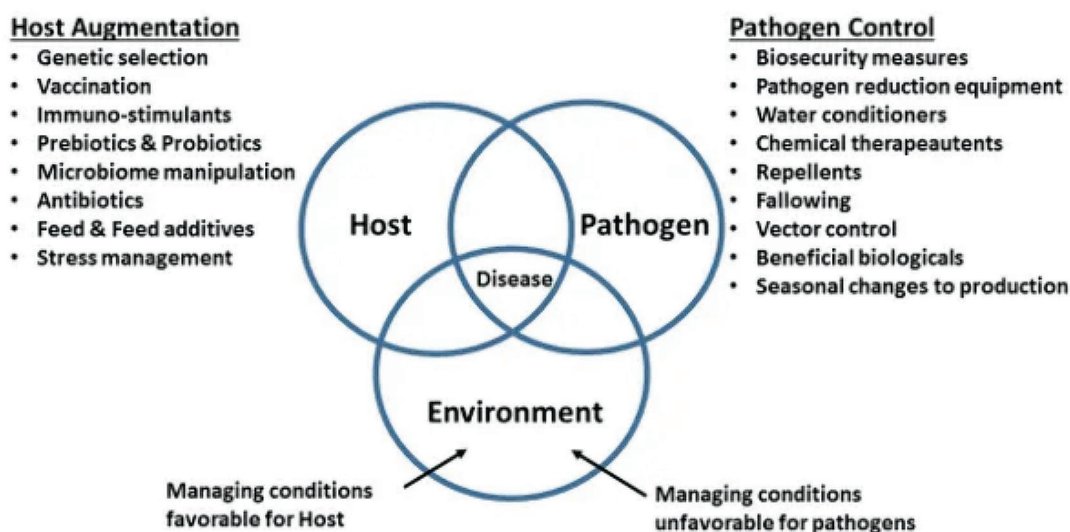 Host Augmentation
• Genetic selection
• Vaccination
• Immuno-stimulants
• Prebiotics & Probiotics
• Microbiome manipulation
• Antibiotics
• Feed & Feed additives
• Stress management
Pathogen Control
• Biosecurity measures
• Pathogen reduction equipment
• Water conditioners
• Chemical therapeautents
• Repellents
• Fallowing
• Vector control
• Beneficial biologicals
• Seasonal changes to production
Host
Pathogen
Disease
Environment
Managing conditions
favorable for Host
Managing conditions
unfavorable for pathogens